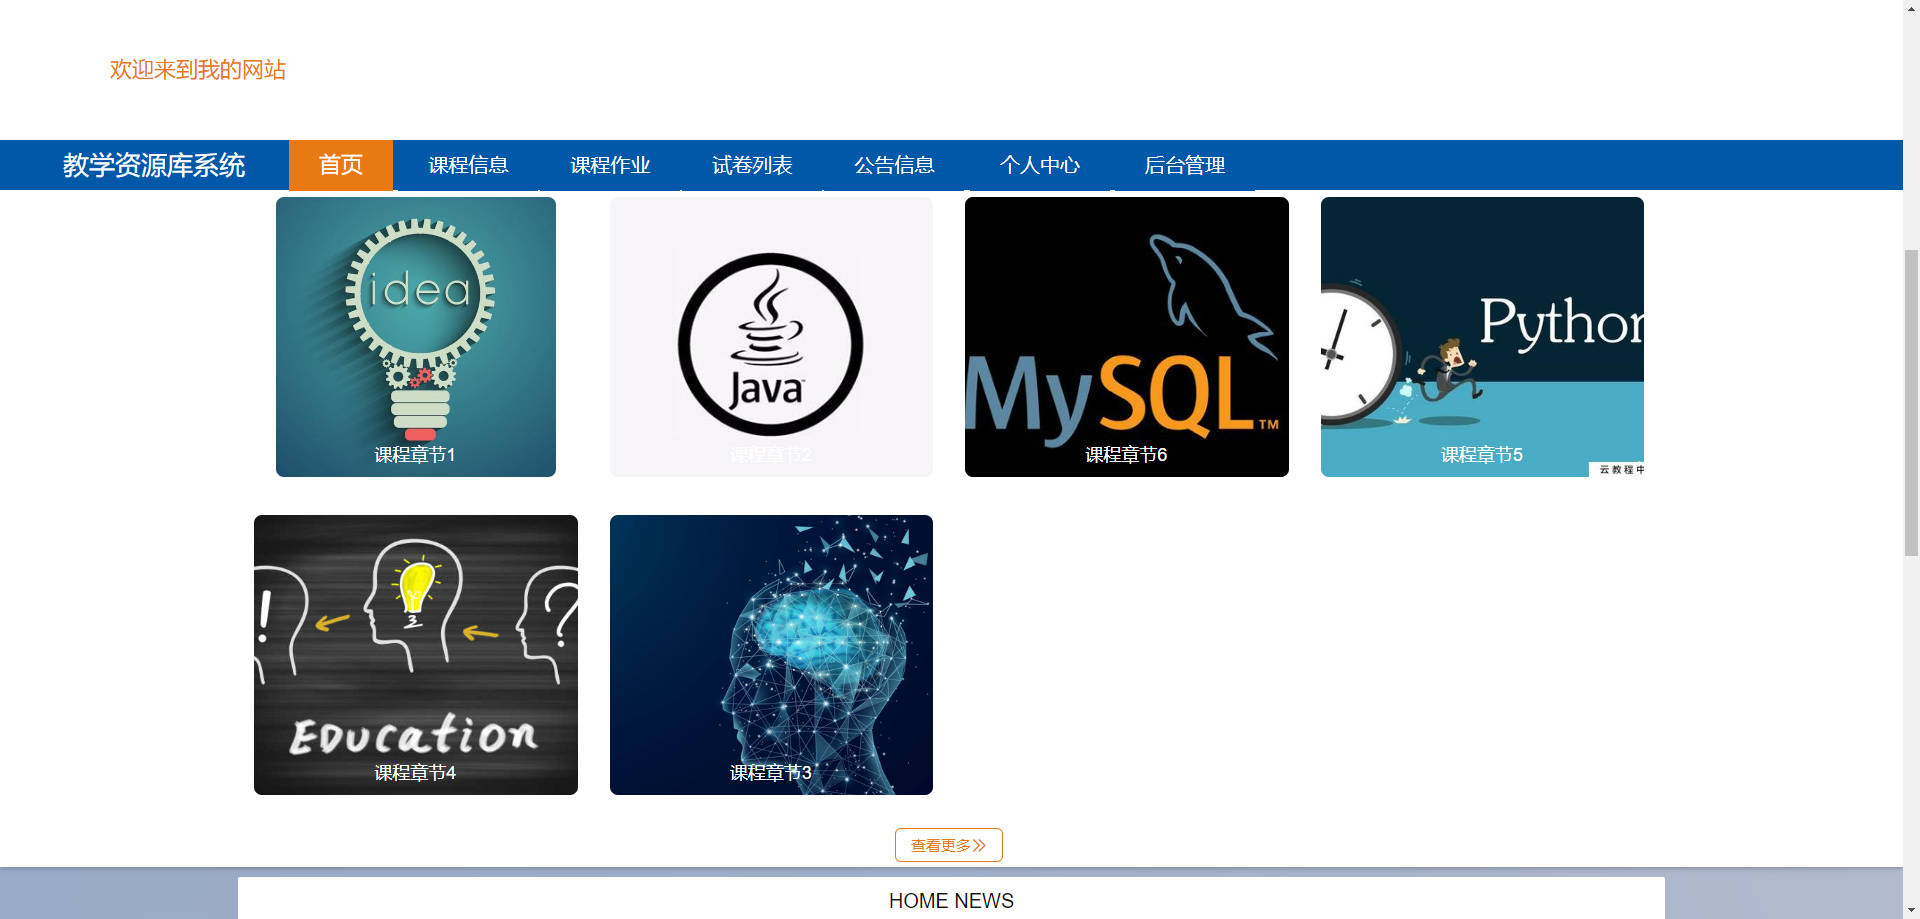 欢迎来到我的网站
教学资源库系统 首页 课程信息 课程作业 试卷列表 公告信息 个人中心 后台管理
idea
课程章节1
Java
课程章节2
MySQL™
课程章节6
Python
云教程中
课程章节5
! ?
Education
课程章节4
课程章节3
查看更多
HOME NEWS